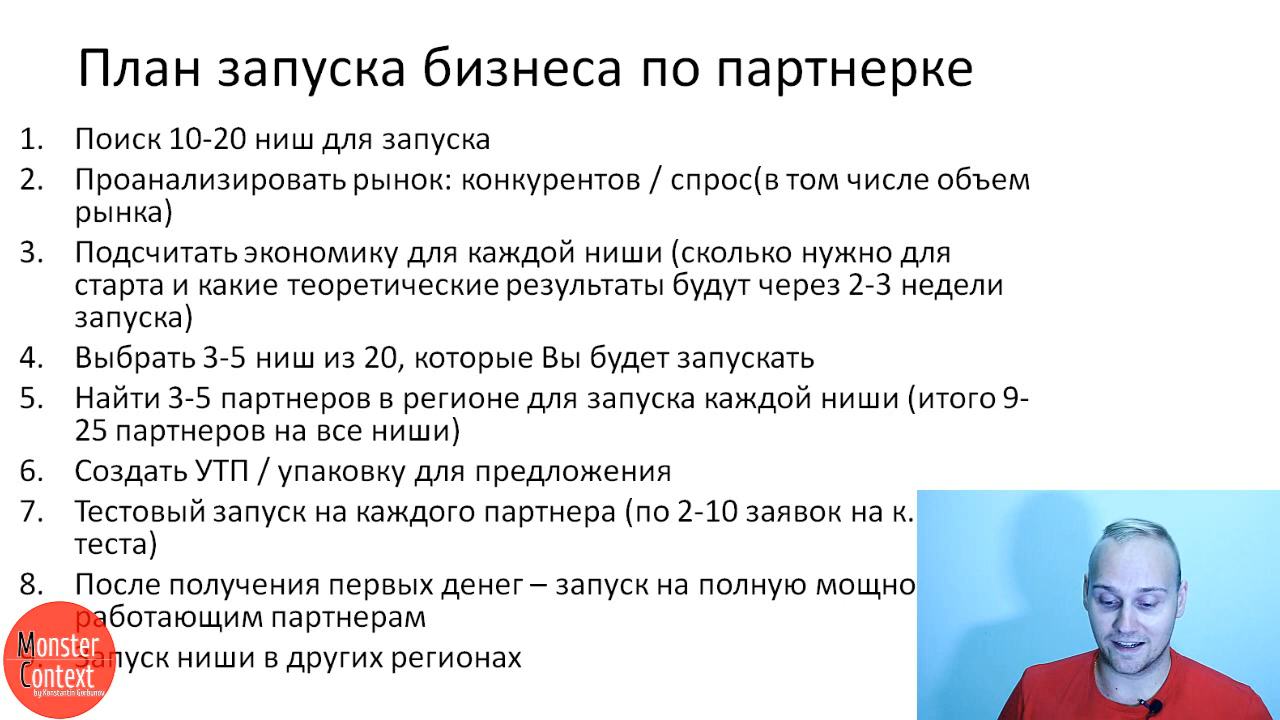 План запуска бизнеса по партнерке
1. Поиск 10-20 ниш для запуска
2. Проанализировать рынок: конкурентов / спрос(в том числе объем
рынка)
3. Подсчитать экономику для каждой ниши (сколько нужно для
старта и какие теоретические результаты будут через 2-3 недели
запуска)
4. Выбрать 3-5 ниш из 20, которые Вы будет запускать
5. Найти 3-5 партнеров в регионе для запуска каждой ниши (итого 9-
25 партнеров на все ниши)
6. Создать УТП / упаковку для предложения
7. Тестовый запуск на каждого партнера (по 2-10 заявок на к.
теста)
8. После получения первых денег – запуск на полную мощно
работающим партнерам
Запуск ниши в других регионах
Monster
Context
by Konstantin Gorbunov